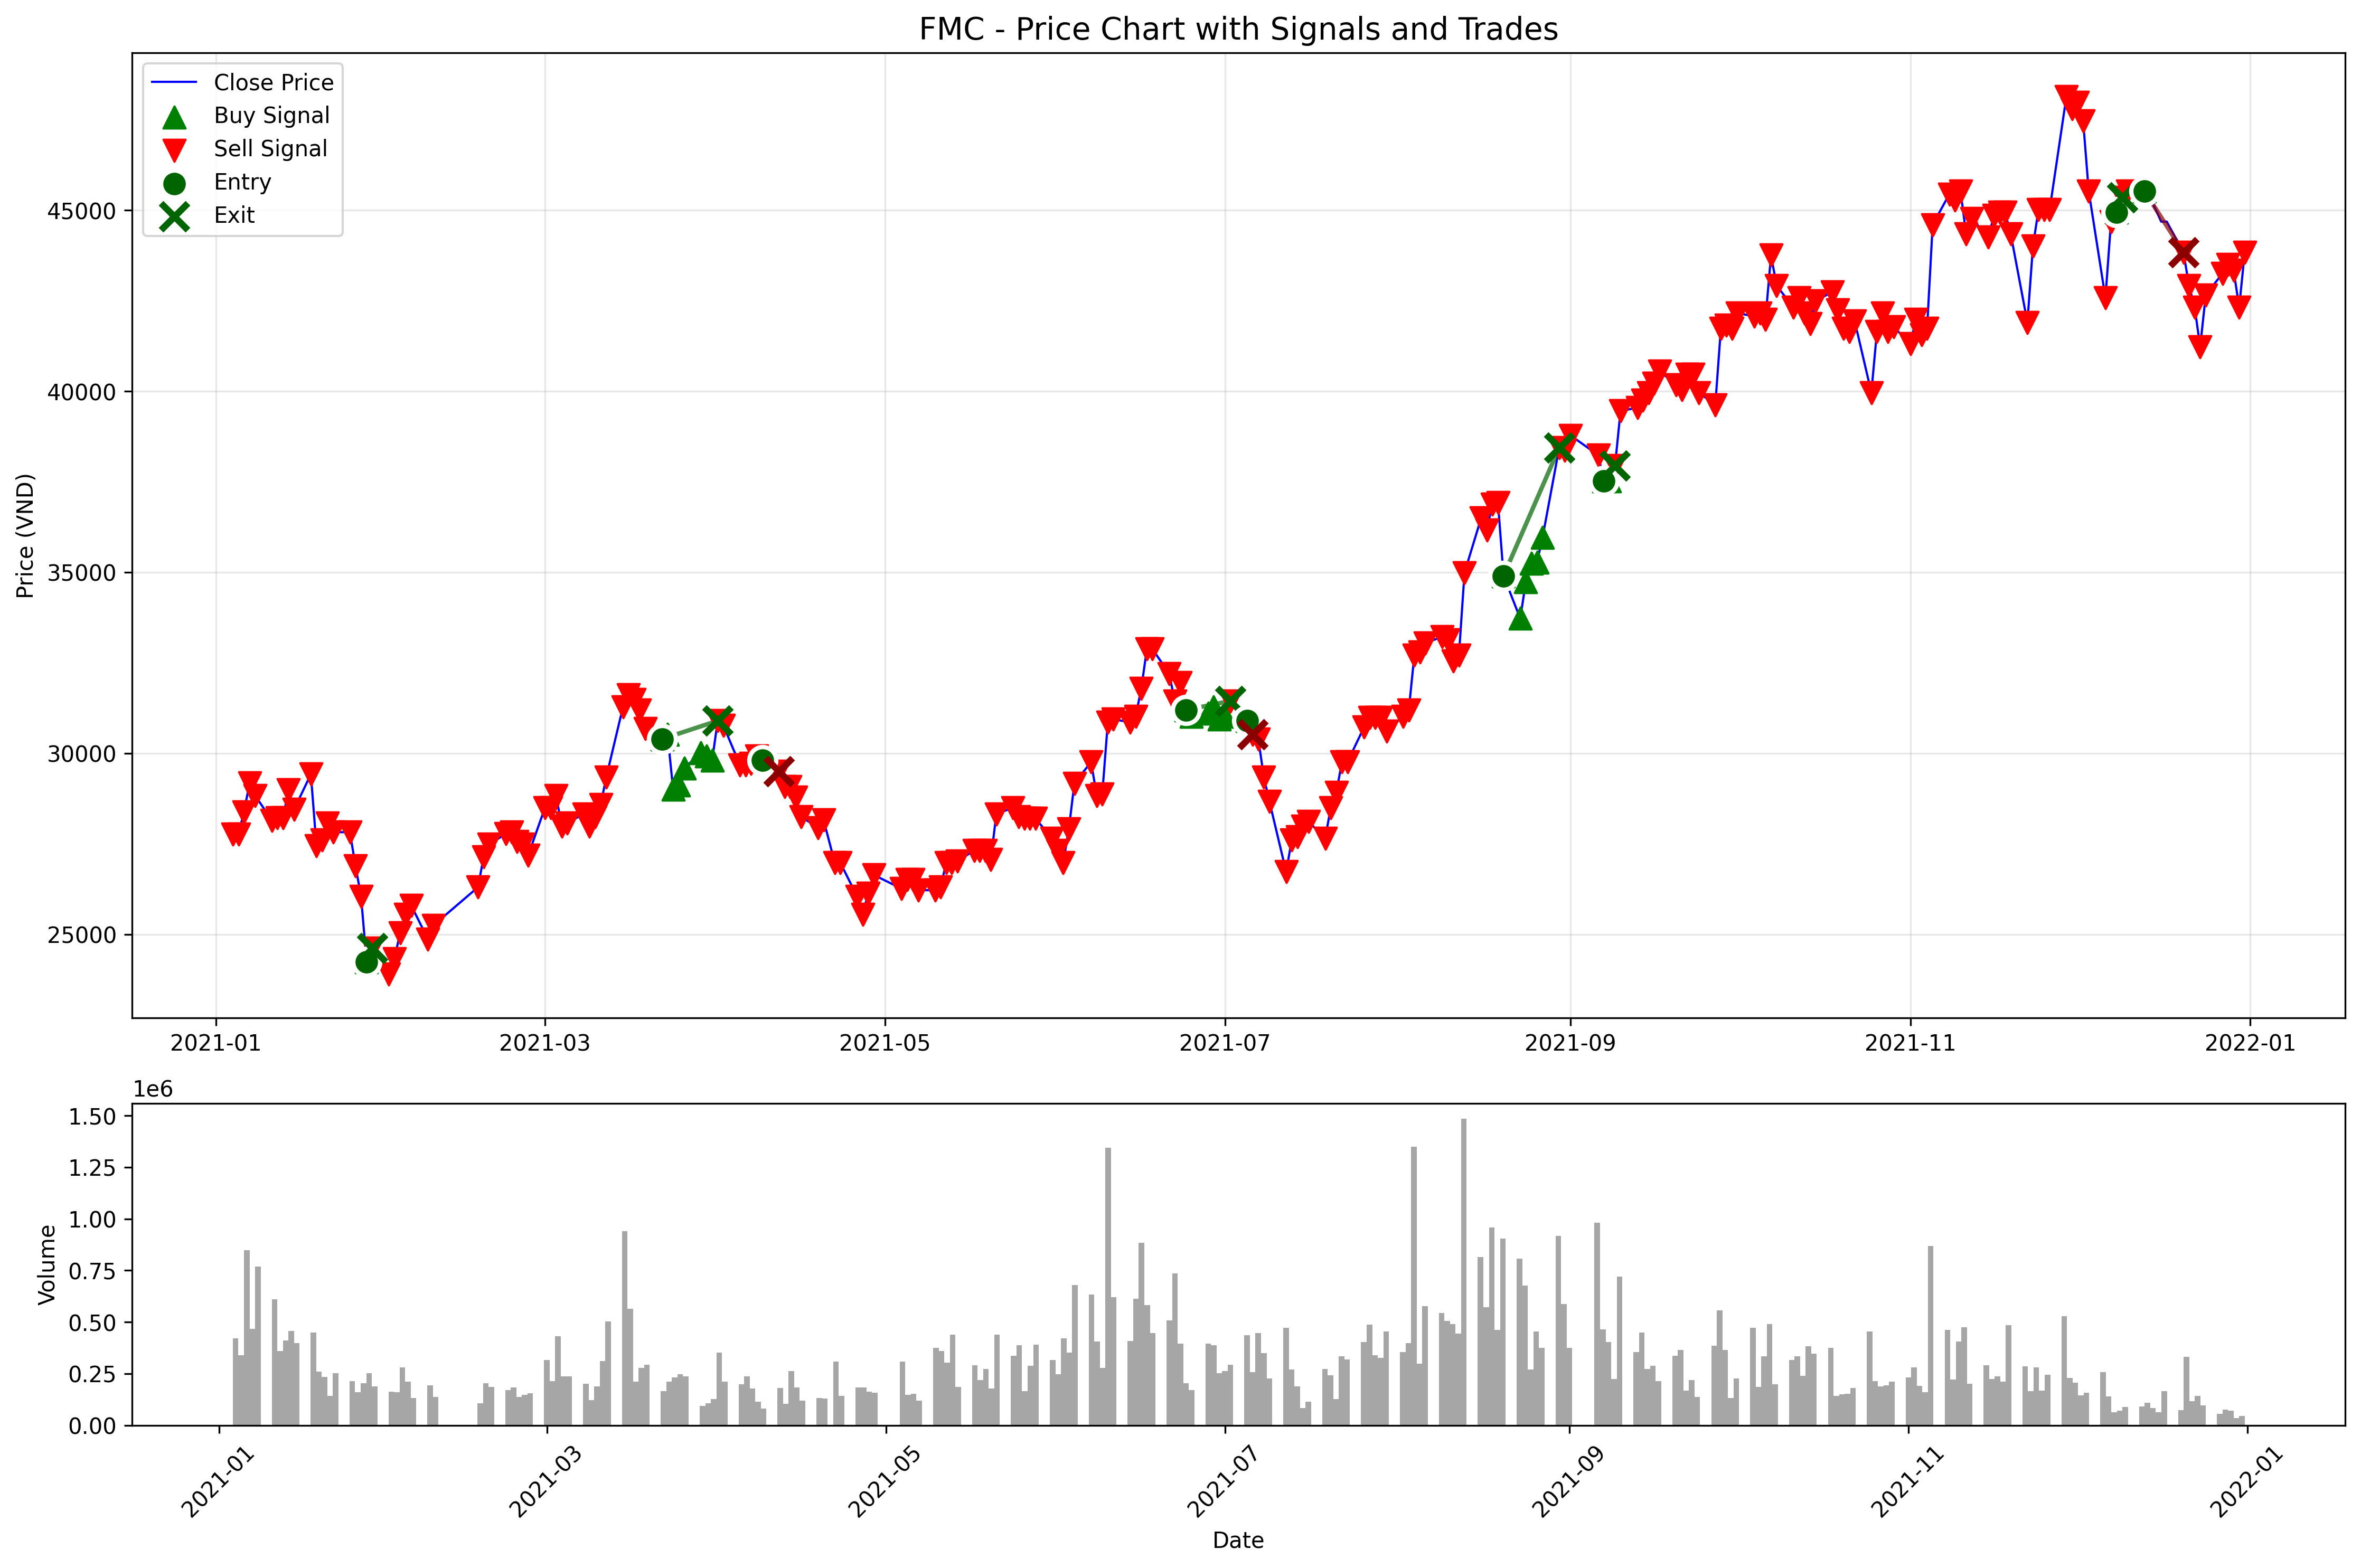 FMC - Price Chart with Signals and Trades
Close Price
Buy Signal
Sell Signal
Entry
Exit
Price (VND)
45000
40000
35000
30000
25000
2021-01
2021-03
2021-05
2021-07
2021-09
2021-11
2022-01
1e6
Volume
1.50
1.25
1.00
0.75
0.50
0.25
0.00
2021-01
2021-03
2021-05
2021-07
2021-09
2021-11
2022-01
Date